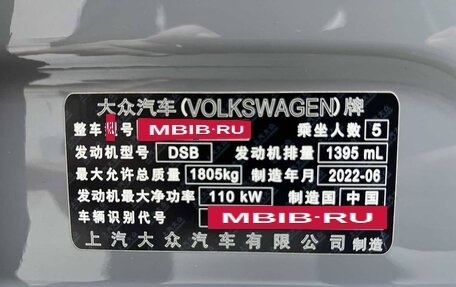 大众汽车(VOLKSWAGEN)牌
整车型号 MBIB-RU 乘坐人数 5
发动机型号 DSB 发动机排量 1395 mL
最大允许总质量 1805kg 制造年月 2022-06
发动机最大净功率 110 kW 制造国 中国
车辆识别代号 MBIB-RU
上汽大众汽车有限公司 制造